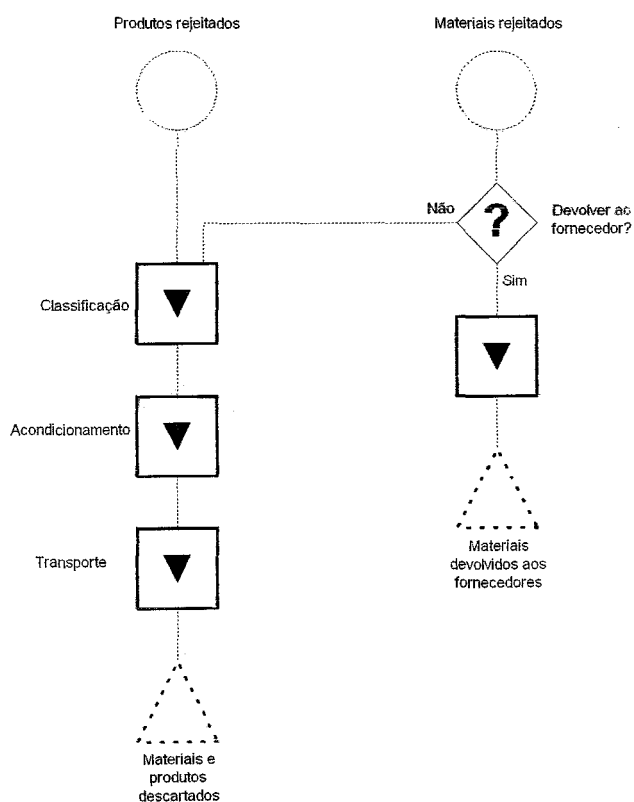 Produtos rejeitados
Materiais rejeitados
Não
?
Devolver ao
fornecedor?
Sim
Classificação
Acondicionamento
Transporte
Materiais
devolvidos aos
fornecedores
Materiais e
produtos
descartados